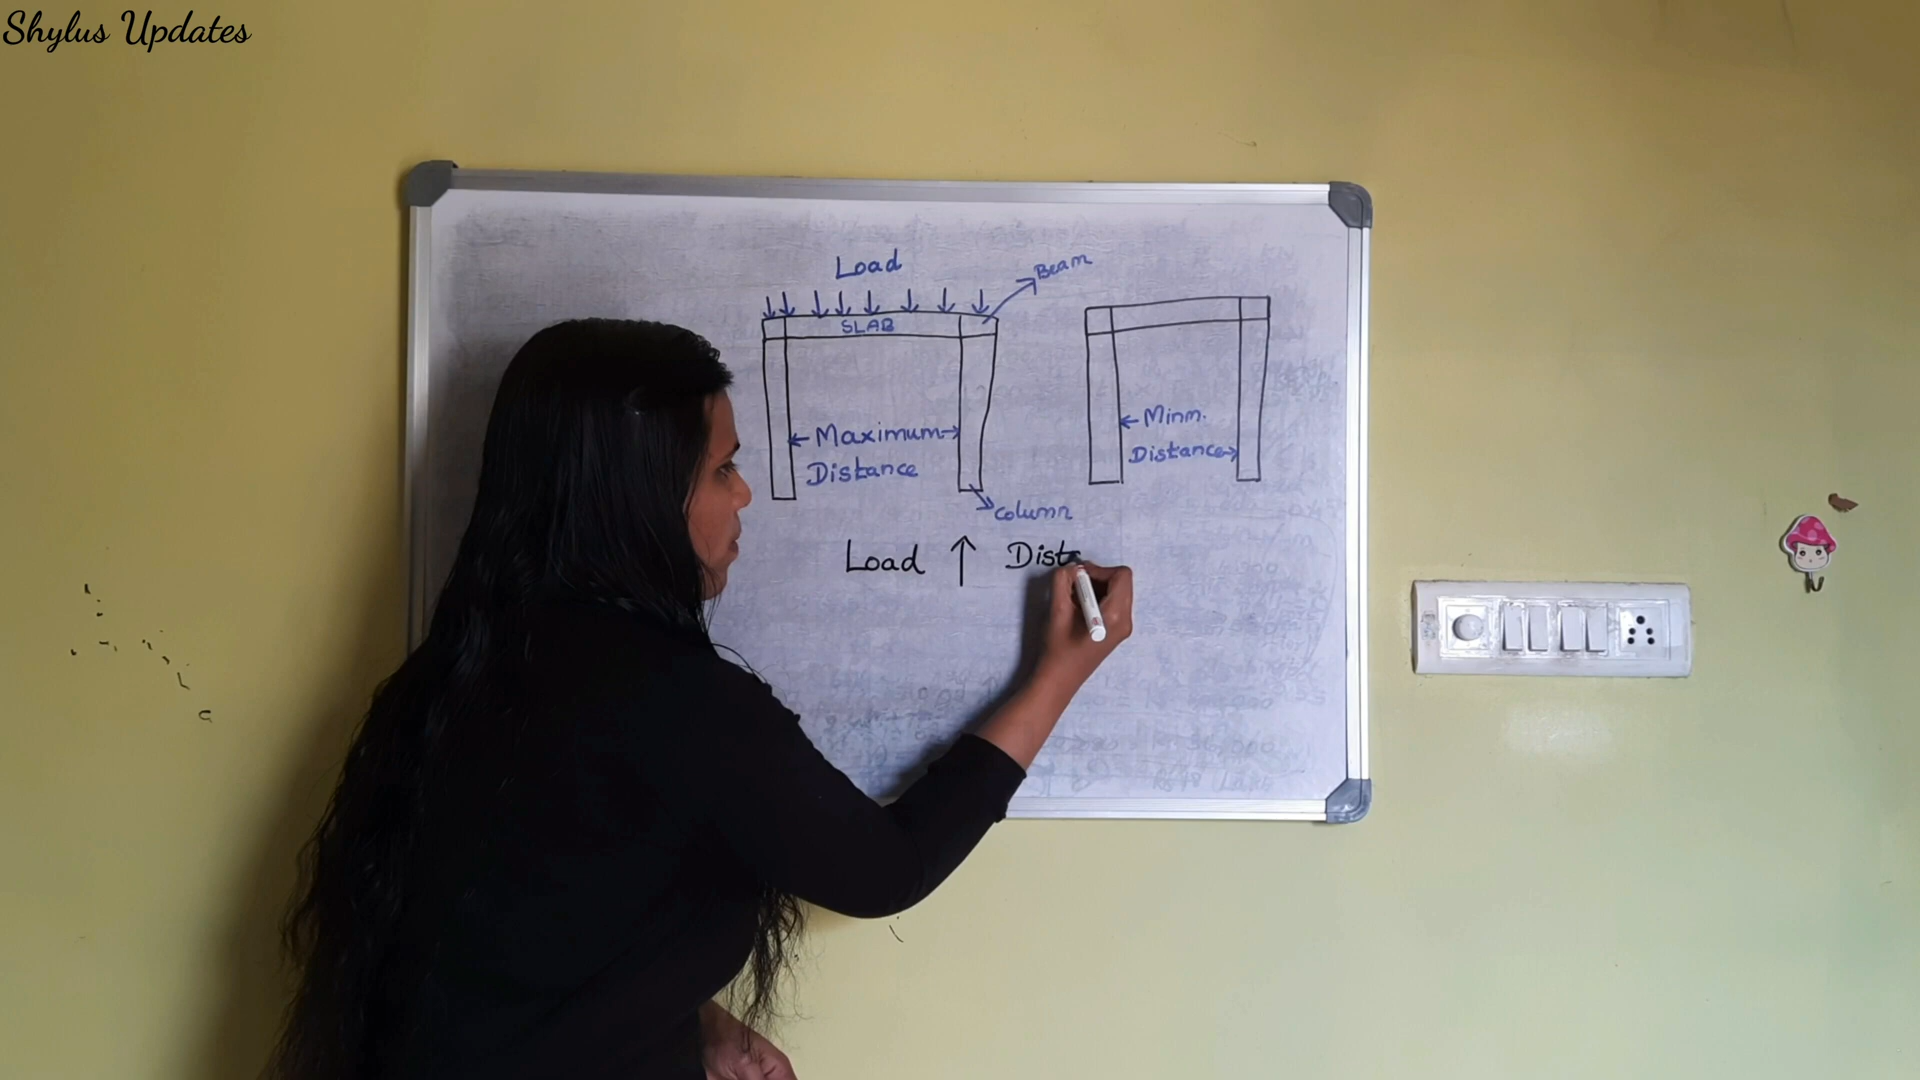 Shylus Updates
Load
Beam
SLAB
Maximum
Distance
Minm.
Distance
Column
Load ↑ Dist